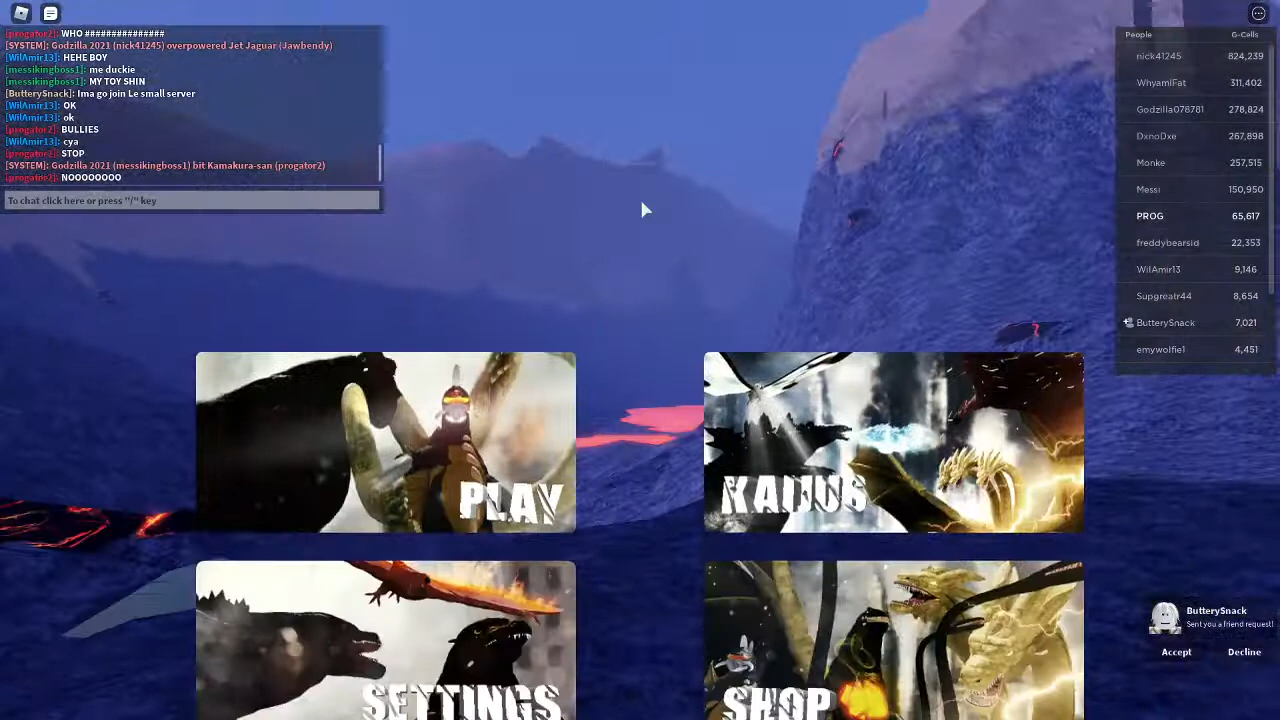 [progator2]: WHO ###############
[SYSTEM]: Godzilla 2021 (nick41245) overpowered Jet Jaguar (Jawbendy)
[WilAmir13]: HEHE BOY
[messikingboss1]: me duckie
[messikingboss1]: MY TOY SHIN
[ButterySnack]: Ima go join Le small server
[WilAmir13]: OK
[WilAmir13]: ok
[progator2]: BULLIES
[WilAmir13]: cya
[progator2]: STOP
[SYSTEM]: Godzilla 2021 (messikingboss1) bit Kamakura-san (progator2)
[progator2]: NOOOOOOOO
To chat click here or press "/" key
People G-Cells
nick41245 824,239
WhyamIFat 311,402
Godzilla078781 278,824
DxnoDxe 267,898
Monke 257,515
Messi 150,950
PROG 65,617
freddybearsid 22,353
WilAmir13 9,146
Supgreatr44 8,654
ButterySnack 7,021
emywolfie1 4,451
PLAY
KAIJUS
SETTINGS
SHOP
ButterySnack
Sent you a friend request!
Accept Decline